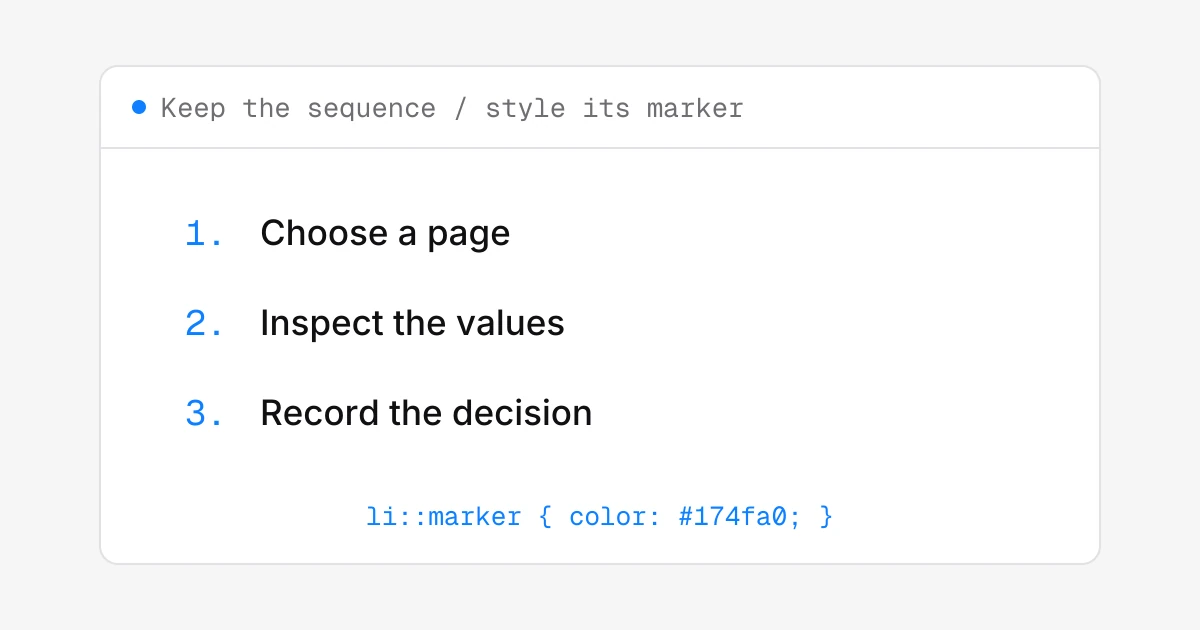 Keep the sequence / style its marker
1. Choose a page
2. Inspect the values
3. Record the decision
li::marker { color: #174fa0; }